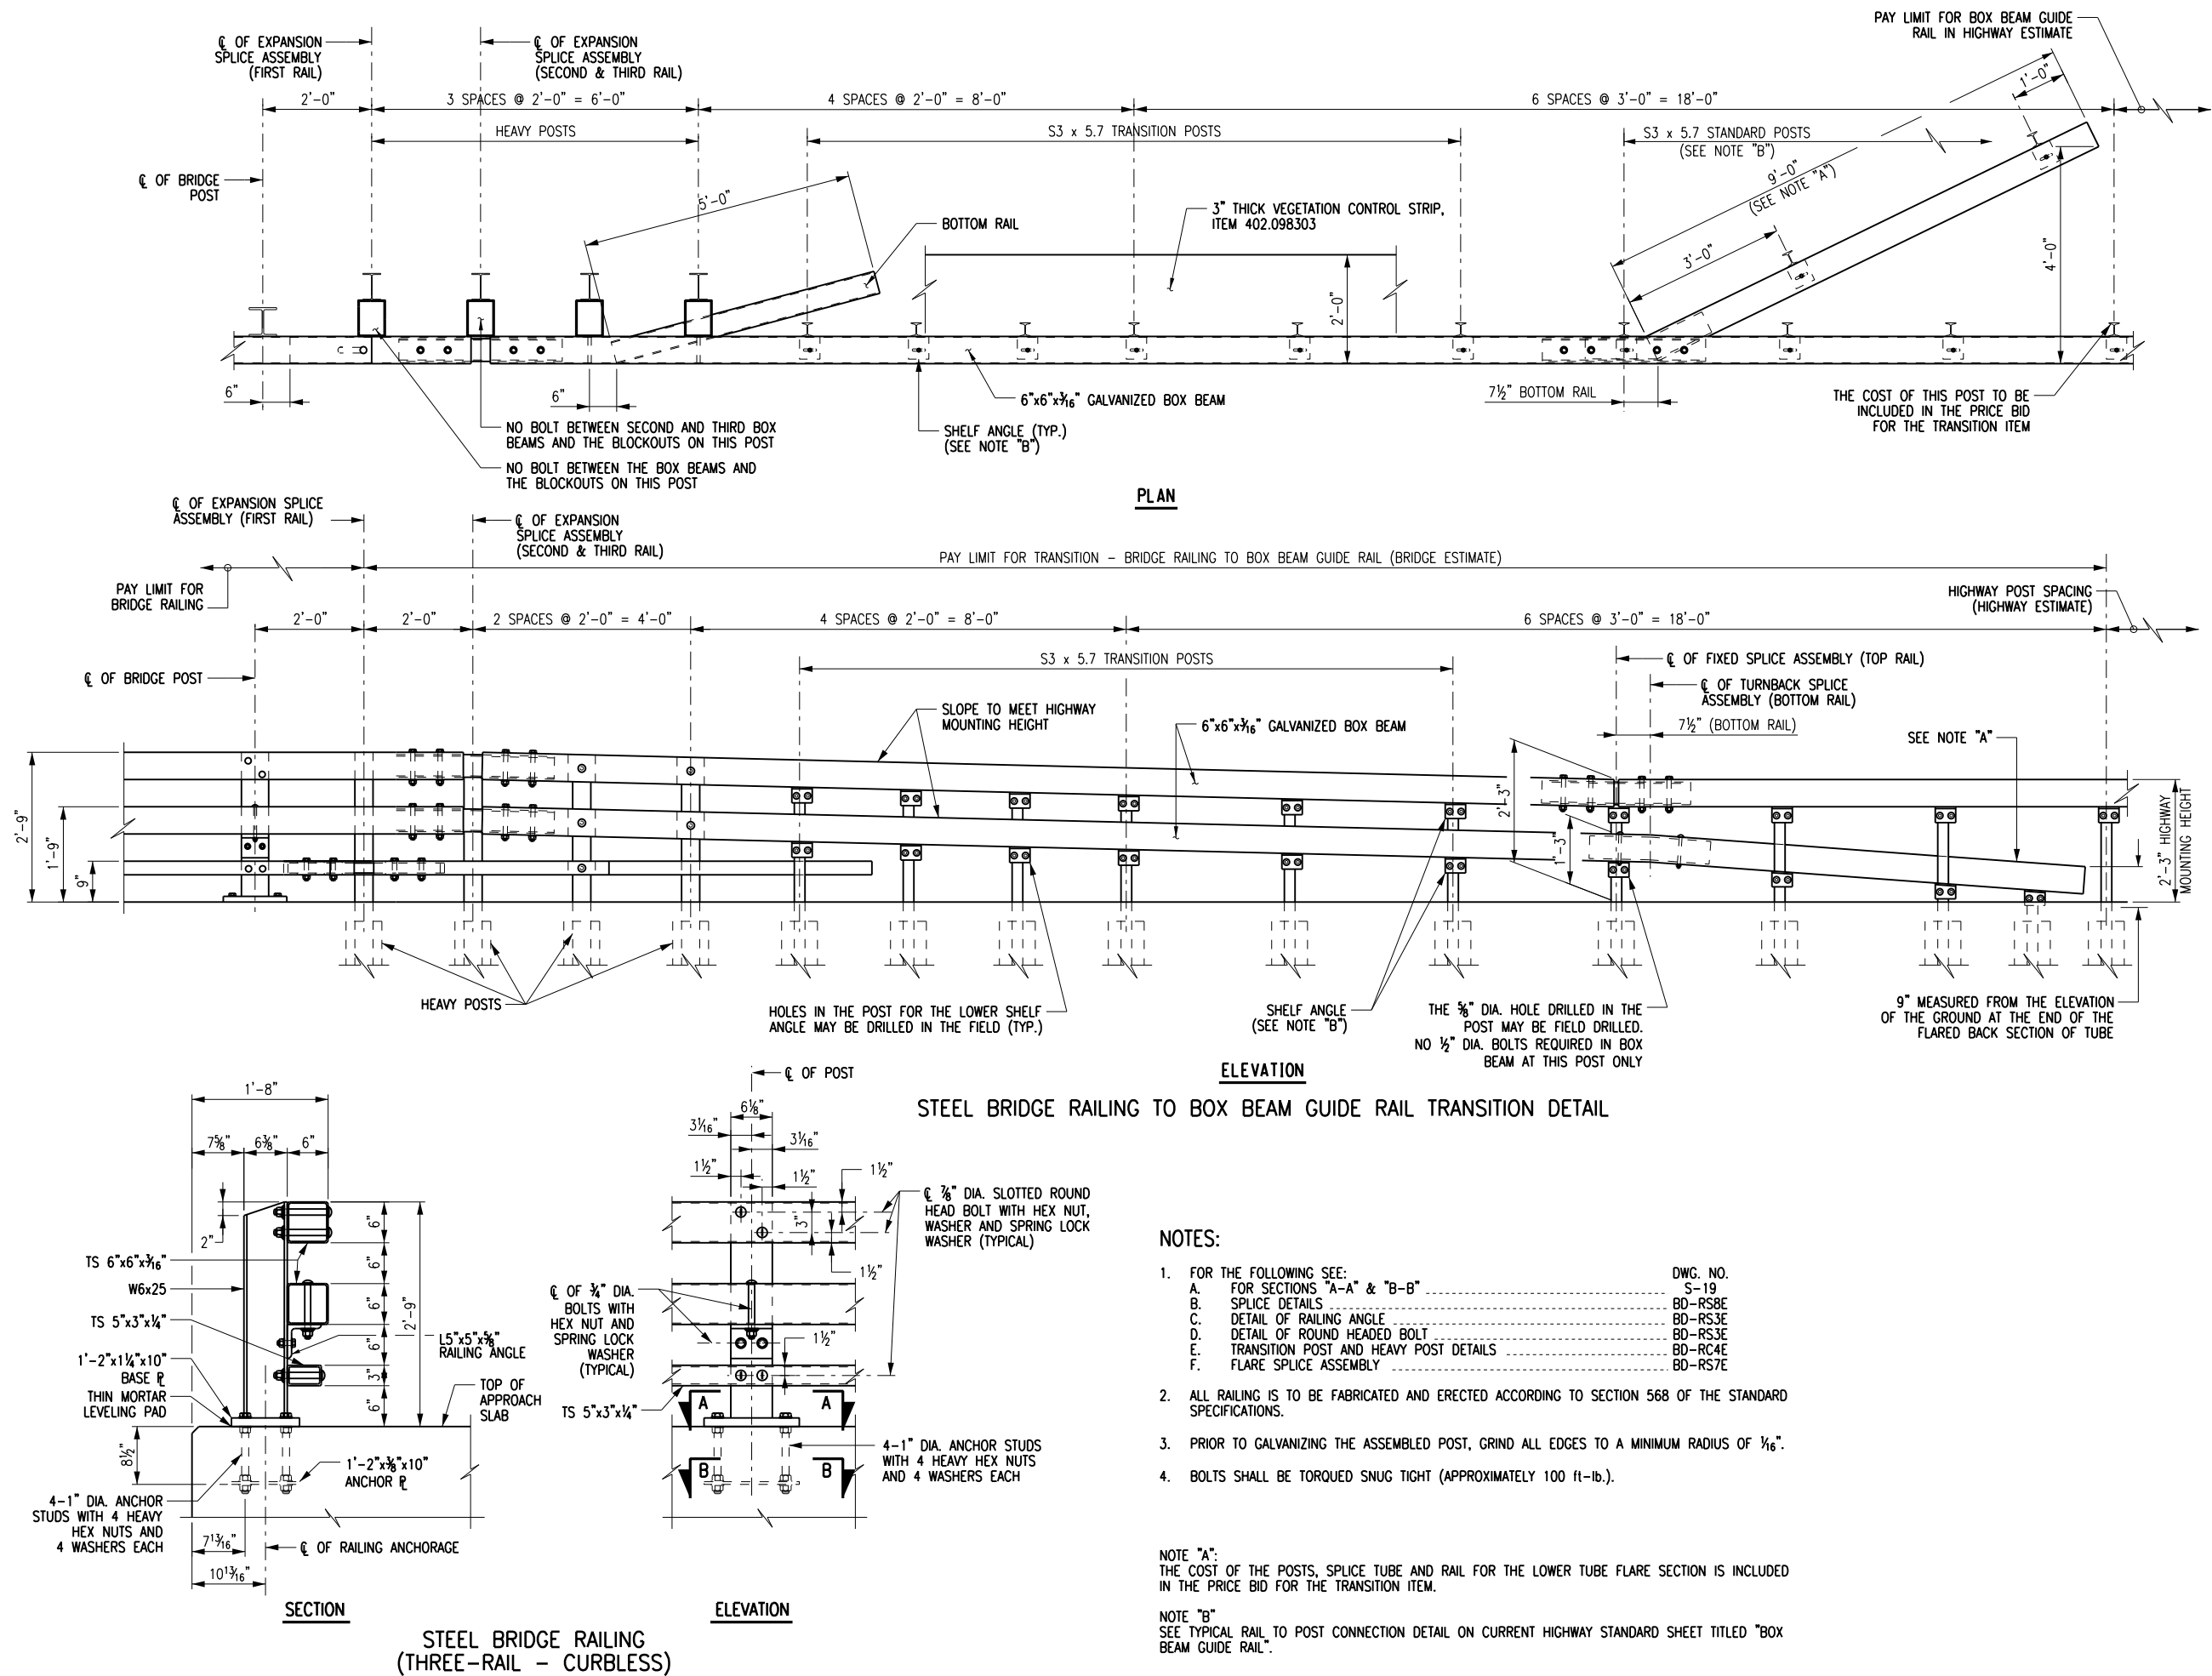 PAY LIMIT FOR BOX BEAM GUIDE
RAIL IN HIGHWAY ESTIMATE
℄ OF EXPANSION
SPLICE ASSEMBLY
(FIRST RAIL)
℄ OF EXPANSION
SPLICE ASSEMBLY
(SECOND & THIRD RAIL)
1'-0"
2'-0"
3 SPACES @ 2'-0" = 6'-0"
4 SPACES @ 2'-0" = 8'-0"
6 SPACES @ 3'-0" = 18'-0"
HEAVY POSTS
S3 x 5.7 TRANSITION POSTS
S3 x 5.7 STANDARD POSTS
(SEE NOTE "B")
℄ OF BRIDGE
POST
5'-0"
9'-0"
(SEE NOTE "A")
3'-0"
4'-0"
BOTTOM RAIL
3" THICK VEGETATION CONTROL STRIP,
ITEM 402.098303
2'-0"
6"
6"
6"x6"x3⁄16" GALVANIZED BOX BEAM
7½" BOTTOM RAIL
THE COST OF THIS POST TO BE
INCLUDED IN THE PRICE BID
FOR THE TRANSITION ITEM
NO BOLT BETWEEN SECOND AND THIRD BOX
BEAMS AND THE BLOCKOUTS ON THIS POST
SHELF ANGLE (TYP.)
(SEE NOTE "B")
NO BOLT BETWEEN THE BOX BEAMS AND
THE BLOCKOUTS ON THIS POST
PLAN
℄ OF EXPANSION SPLICE
ASSEMBLY (FIRST RAIL)
℄ OF EXPANSION
SPLICE ASSEMBLY
(SECOND & THIRD RAIL)
PAY LIMIT FOR TRANSITION - BRIDGE RAILING TO BOX BEAM GUIDE RAIL (BRIDGE ESTIMATE)
PAY LIMIT FOR
BRIDGE RAILING
HIGHWAY POST SPACING
(HIGHWAY ESTIMATE)
2'-0"
2'-0"
2 SPACES @ 2'-0" = 4'-0"
4 SPACES @ 2'-0" = 8'-0"
6 SPACES @ 3'-0" = 18'-0"
S3 x 5.7 TRANSITION POSTS
℄ OF BRIDGE POST
℄ OF FIXED SPLICE ASSEMBLY (TOP RAIL)
℄ OF TURNBACK SPLICE
ASSEMBLY (BOTTOM RAIL)
SLOPE TO MEET HIGHWAY
MOUNTING HEIGHT
6"x6"x3⁄16" GALVANIZED BOX BEAM
7½" (BOTTOM RAIL)
SEE NOTE "A"
2'-9"
1'-9"
9"
2'-3"
1'-3"
2'-3" HIGHWAY
MOUNTING HEIGHT
HEAVY POSTS
HOLES IN THE POST FOR THE LOWER SHELF
ANGLE MAY BE DRILLED IN THE FIELD (TYP.)
SHELF ANGLE
(SEE NOTE "B")
THE ⅝" DIA. HOLE DRILLED IN THE
POST MAY BE FIELD DRILLED.
NO ½" DIA. BOLTS REQUIRED IN BOX
BEAM AT THIS POST ONLY
9" MEASURED FROM THE ELEVATION
OF THE GROUND AT THE END OF THE
FLARED BACK SECTION OF TUBE
ELEVATION
STEEL BRIDGE RAILING TO BOX BEAM GUIDE RAIL TRANSITION DETAIL
1'-8"
7⅝"
6⅜"
6"
2"
6"
6"
6"
6"
3"
6"
2'-9"
TS 6"x6"x3⁄16"
W6x25
TS 5"x3"x¼"
1'-2"x1¼"x10"
BASE ℄
THIN MORTAR
LEVELING PAD
L5"x5"x⅝"
RAILING ANGLE
TOP OF
APPROACH
SLAB
8½"
1'-2"x⅜"x10"
ANCHOR ℄
4-1" DIA. ANCHOR
STUDS WITH 4 HEAVY
HEX NUTS AND
4 WASHERS EACH
7 13⁄16"
℄ OF RAILING ANCHORAGE
10 13⁄16"
SECTION
℄ OF POST
6⅛"
3 1⁄16"
3 1⁄16"
1½"
1½"
1½"
3"
1½"
℄ ⅞" DIA. SLOTTED ROUND
HEAD BOLT WITH HEX NUT,
WASHER AND SPRING LOCK
WASHER (TYPICAL)
℄ OF ¾" DIA.
BOLTS WITH
HEX NUT AND
SPRING LOCK
WASHER
(TYPICAL)
1½"
TS 5"x3"x¼"
A A
B B
4-1" DIA. ANCHOR STUDS
WITH 4 HEAVY HEX NUTS
AND 4 WASHERS EACH
ELEVATION
STEEL BRIDGE RAILING
(THREE-RAIL - CURBLESS)
NOTES:
1. FOR THE FOLLOWING SEE: DWG. NO.
A. FOR SECTIONS "A-A" & "B-B" S-19
B. SPLICE DETAILS BD-RS8E
C. DETAIL OF RAILING ANGLE BD-RS3E
D. DETAIL OF ROUND HEADED BOLT BD-RS3E
E. TRANSITION POST AND HEAVY POST DETAILS BD-RC4E
F. FLARE SPLICE ASSEMBLY BD-RS7E
2. ALL RAILING IS TO BE FABRICATED AND ERECTED ACCORDING TO SECTION 568 OF THE STANDARD
SPECIFICATIONS.
3. PRIOR TO GALVANIZING THE ASSEMBLED POST, GRIND ALL EDGES TO A MINIMUM RADIUS OF 1⁄16".
4. BOLTS SHALL BE TORQUED SNUG TIGHT (APPROXIMATELY 100 ft-lb.).
NOTE "A":
THE COST OF THE POSTS, SPLICE TUBE AND RAIL FOR THE LOWER TUBE FLARE SECTION IS INCLUDED
IN THE PRICE BID FOR THE TRANSITION ITEM.
NOTE "B"
SEE TYPICAL RAIL TO POST CONNECTION DETAIL ON CURRENT HIGHWAY STANDARD SHEET TITLED "BOX
BEAM GUIDE RAIL".